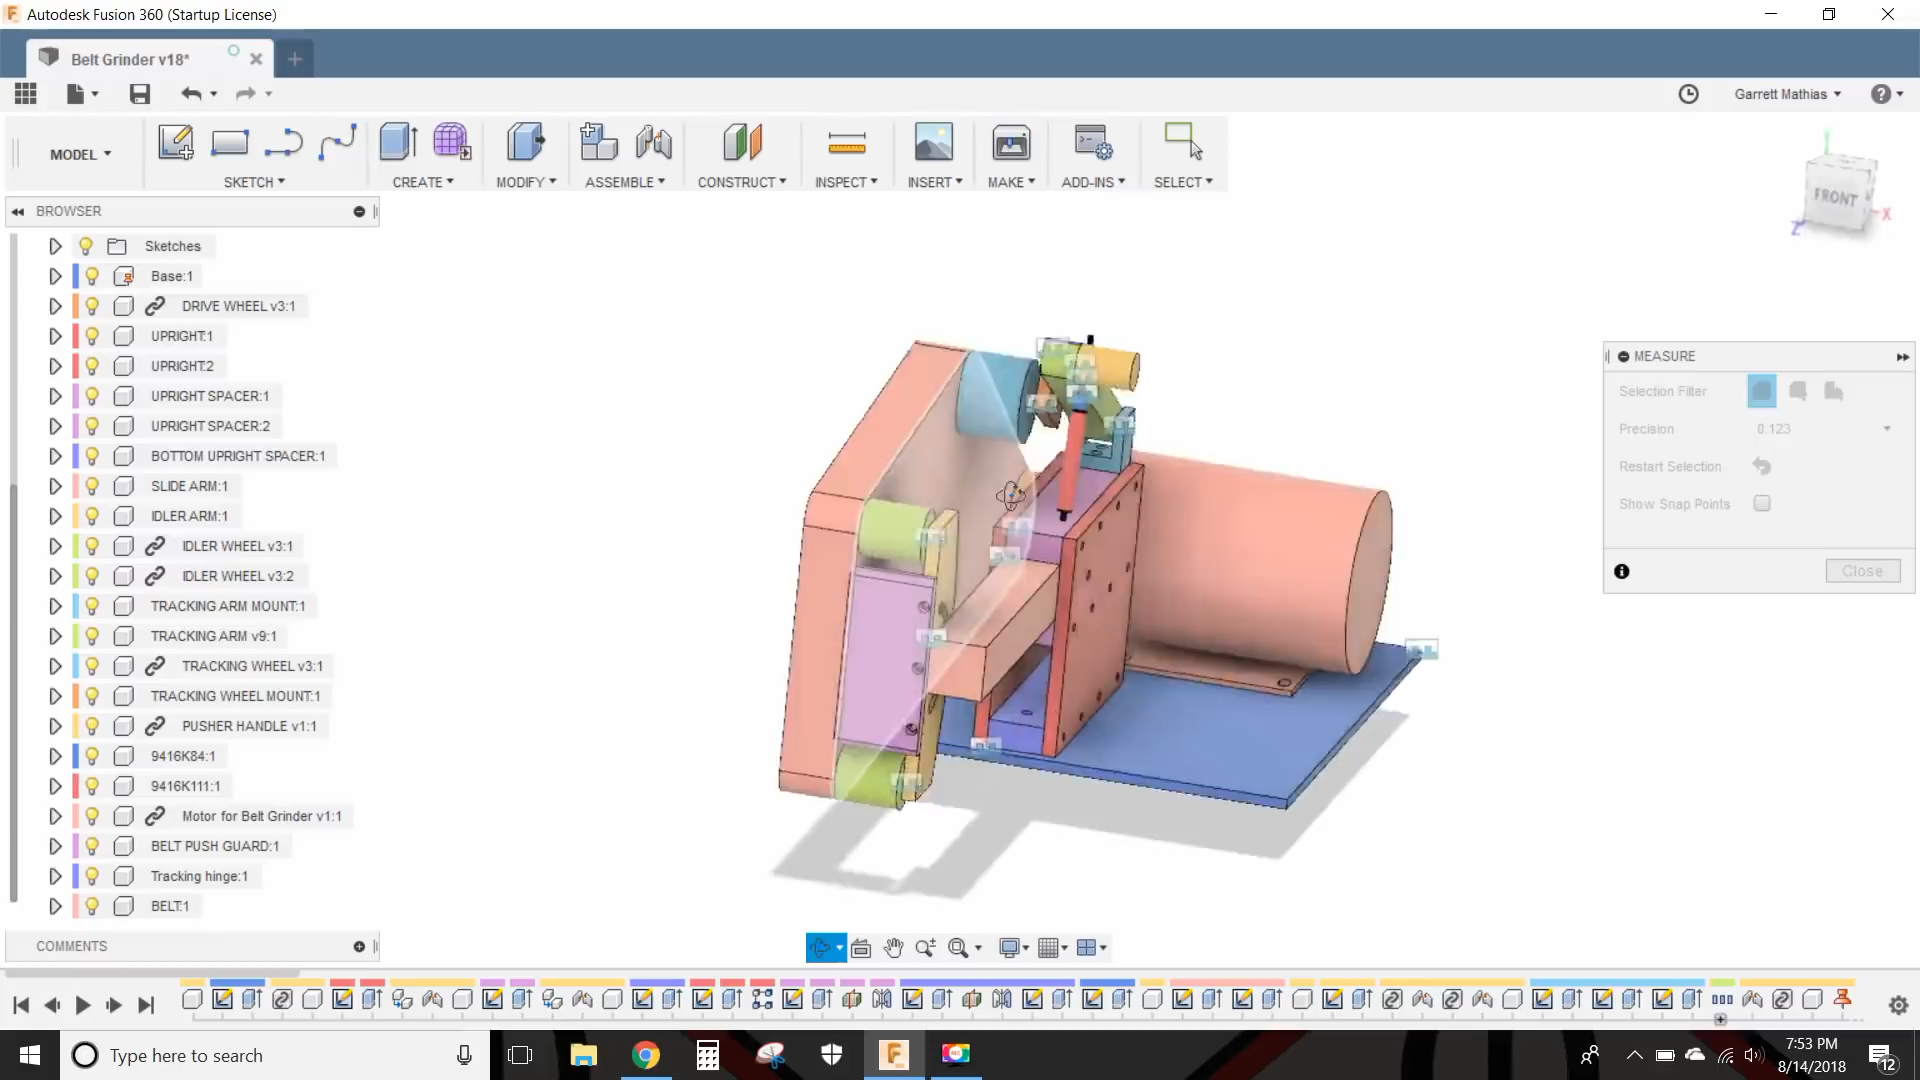 Autodesk Fusion 360 (Startup License)
Belt Grinder v18*
Garrett Mathias
MODEL
SKETCH
CREATE
MODIFY
ASSEMBLE
CONSTRUCT
INSPECT
INSERT
MAKE
ADD-INS
SELECT
FRONT
X
Z
BROWSER
Sketches
Base:1
DRIVE WHEEL v3:1
UPRIGHT:1
UPRIGHT:2
UPRIGHT SPACER:1
UPRIGHT SPACER:2
BOTTOM UPRIGHT SPACER:1
SLIDE ARM:1
IDLER ARM:1
IDLER WHEEL v3:1
IDLER WHEEL v3:2
TRACKING ARM MOUNT:1
TRACKING ARM v9:1
TRACKING WHEEL v3:1
TRACKING WHEEL MOUNT:1
PUSHER HANDLE v1:1
9416K84:1
9416K111:1
Motor for Belt Grinder v1:1
BELT PUSH GUARD:1
Tracking hinge:1
BELT:1
COMMENTS
MEASURE
Selection Filter
Precision 0.123
Restart Selection
Show Snap Points
Close
Type here to search
7:53 PM
8/14/2018
12